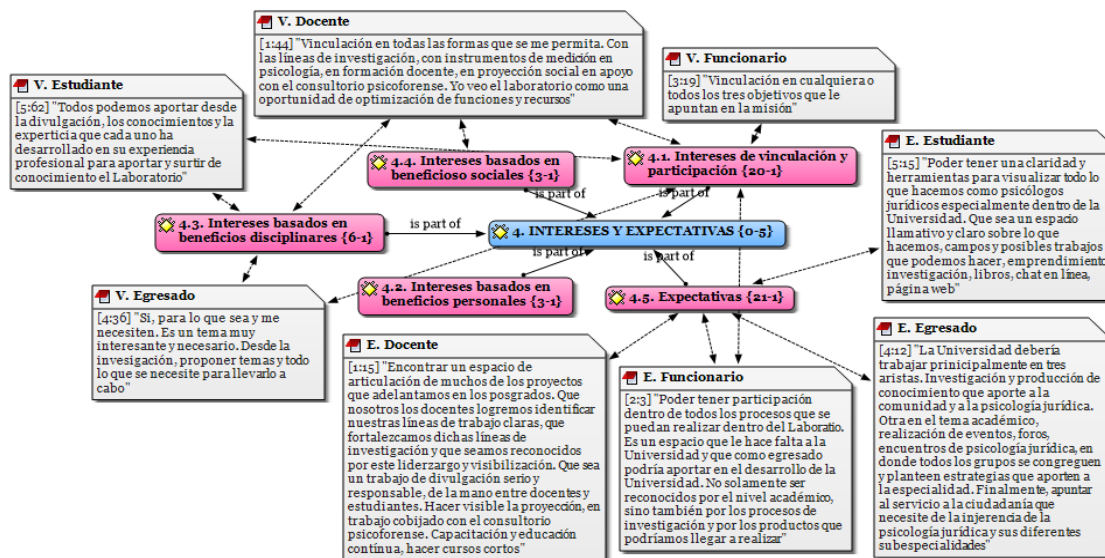 V. Docente
[1:44] "Vinculación en todas las formas que se me permita. Con
las líneas de investigación, con instrumentos de medición en
psicología, en formación docente, en proyección social en apoyo
con el consultorio psicoforense. Yo veo el laboratorio como una
oportunidad de optimización de funciones y recursos"
V. Funcionario
[3:19] "Vinculación en cualquiera o
todos los tres objetivos que le
apuntan en la misión"
V. Estudiante
[5:62] "Todos podemos aportar desde
la divulgación, los conocimientos y la
experticia que cada uno ha
desarrollado en su experiencia
profesional para aportar y surtir de
conocimiento el Laboratorio"
E. Estudiante
[5:15] "Poder tener una claridad y
herramientas para visualizar todo lo
que hacemos como psicólogos
jurídicos especialmente dentro de la
Universidad. Que sea un espacio
llamativo y claro sobre lo que
hacemos, campos y posibles trabajos
que podemos hacer, emprendimiento
investigación, libros, chat en línea,
página web"
4.4. Intereses basados en
beneficioso sociales {3-1}
4.1. Intereses de vinculación y
participación {20-1}
is part of
is part of
4.3. Intereses basados en
beneficios disciplinares {6-1}
is part of
4. INTERESES Y EXPECTATIVAS {0-5}
is part of
is part of
4.2. Intereses basados en
beneficios personales {3-1}
4.5. Expectativas {21-1}
V. Egresado
[4:36] "Si, para lo que sea y me
necesiten. Es un tema muy
interesante y necesario. Desde la
invesigación, proponer temas y todo
lo que se necesite para llevarlo a
cabo"
E. Docente
[1:15] "Encontrar un espacio de
articulación de muchos de los proyectos
que adelantamos en los posgrados. Que
nosotros los docentes logremos identificar
nuestras líneas de trabajo claras, que
fortalezcamos dichas líneas de
investigación y que seamos reconocidos
por este liderzargo y visibilización. Que sea
un trabajo de divulgación serio y
responsable, de la mano entre docentes y
estudiantes. Hacer visible la proyección, en
trabajo cobijado con el consultorio
psicoforense. Capacitación y educación
contínua, hacer cursos cortos"
E. Funcionario
[2:3] "Poder tener participación
dentro de todos los procesos que se
puedan realizar dentro del Laboratio.
Es un espacio que le hace falta a la
Universidad y que como egresado
podría aportar en el desarrollo de la
Universidad. No solamente ser
reconocidos por el nivel académico,
sino también por los procesos de
investigación y por los productos que
podríamos llegar a realizar"
E. Egresado
[4:12] "La Universidad debería
trabajar prinicipalmente en tres
aristas. Investigación y producción de
conocimiento que aporte a la
comunidad y a la psicología jurídica.
Otra en el tema académico,
realización de eventos, foros,
encuentros de psicología jurídica, en
donde todos los grupos se congreguen
y planteen estrategias que aporten a
la especialidad. Finalmente, apuntar
al servicio a la ciudadanía que
necesite de la injerencia de la
psicología jurídica y sus diferentes
subespecialidades"